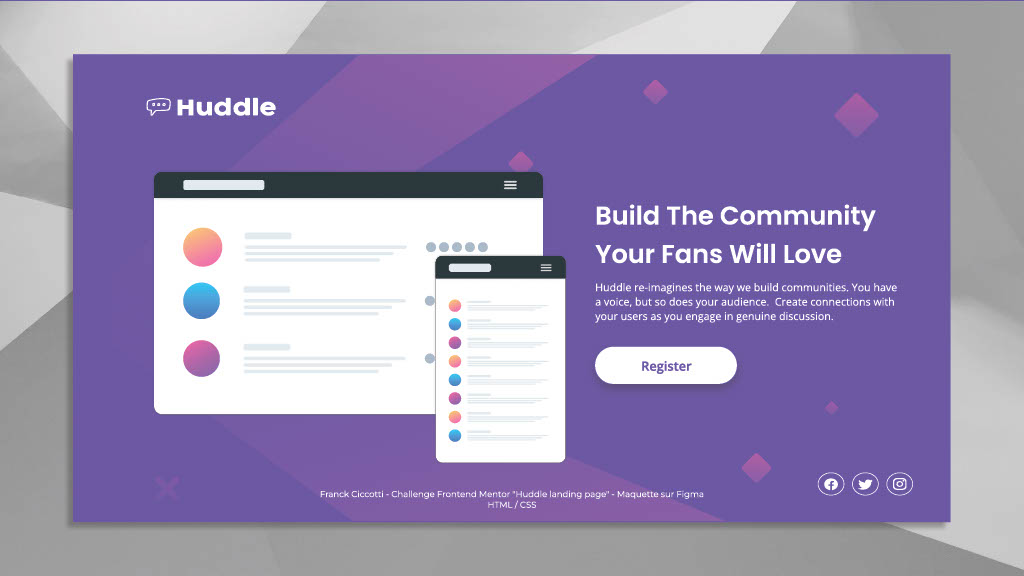 Huddle
Build The Community
Your Fans Will Love
Huddle re-imagines the way we build communities. You have
a voice, but so does your audience. Create connections with
your users as you engage in genuine discussion.
Register
Franck Ciccotti - Challenge Frontend Mentor "Huddle landing page" - Maquette sur Figma
HTML / CSS